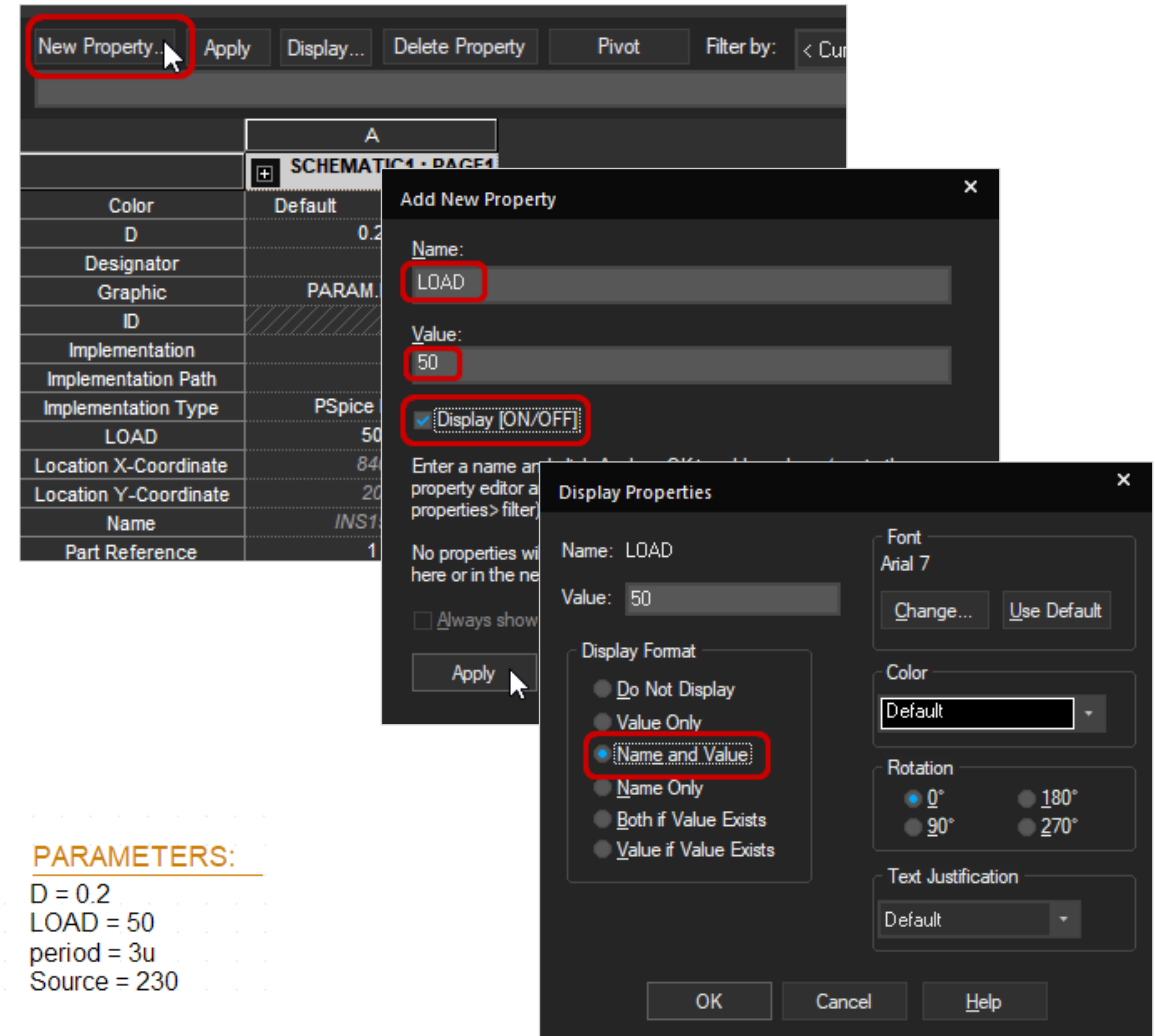 New Property... Apply Display... Delete Property Pivot Filter by: < Cur
A
SCHEMATIC1 : PAGE1
Color Default
D 0.2
Designator
Graphic PARAM.
ID
Implementation
Implementation Path
Implementation Type PSpice
LOAD 50
Location X-Coordinate 84
Location Y-Coordinate 20
Name INS1
Part Reference 1
Add New Property
Name:
LOAD
Value:
50
Display [ON/OFF]
Enter a name an
property editor a
properties> filter)
No properties wi
here or in the ne
Always show
Apply
Display Properties
Name: LOAD
Value: 50
Display Format
Do Not Display
Value Only
Name and Value
Name Only
Both if Value Exists
Value if Value Exists
Font
Arial 7
Change... Use Default
Color
Default
Rotation
0° 180°
90° 270°
Text Justification
Default
OK Cancel Help
PARAMETERS:
D = 0.2
LOAD = 50
period = 3u
Source = 230